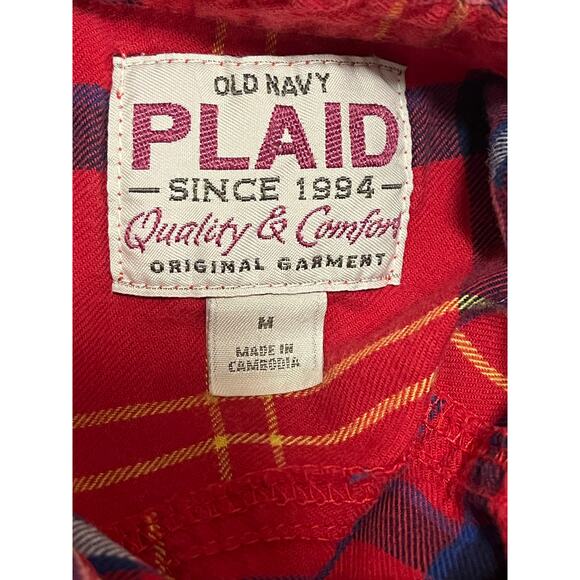 OLD NAVY
PLAID
SINCE 1994
Quality & Comfort
ORIGINAL GARMENT
M
MADE IN
CAMBODIA